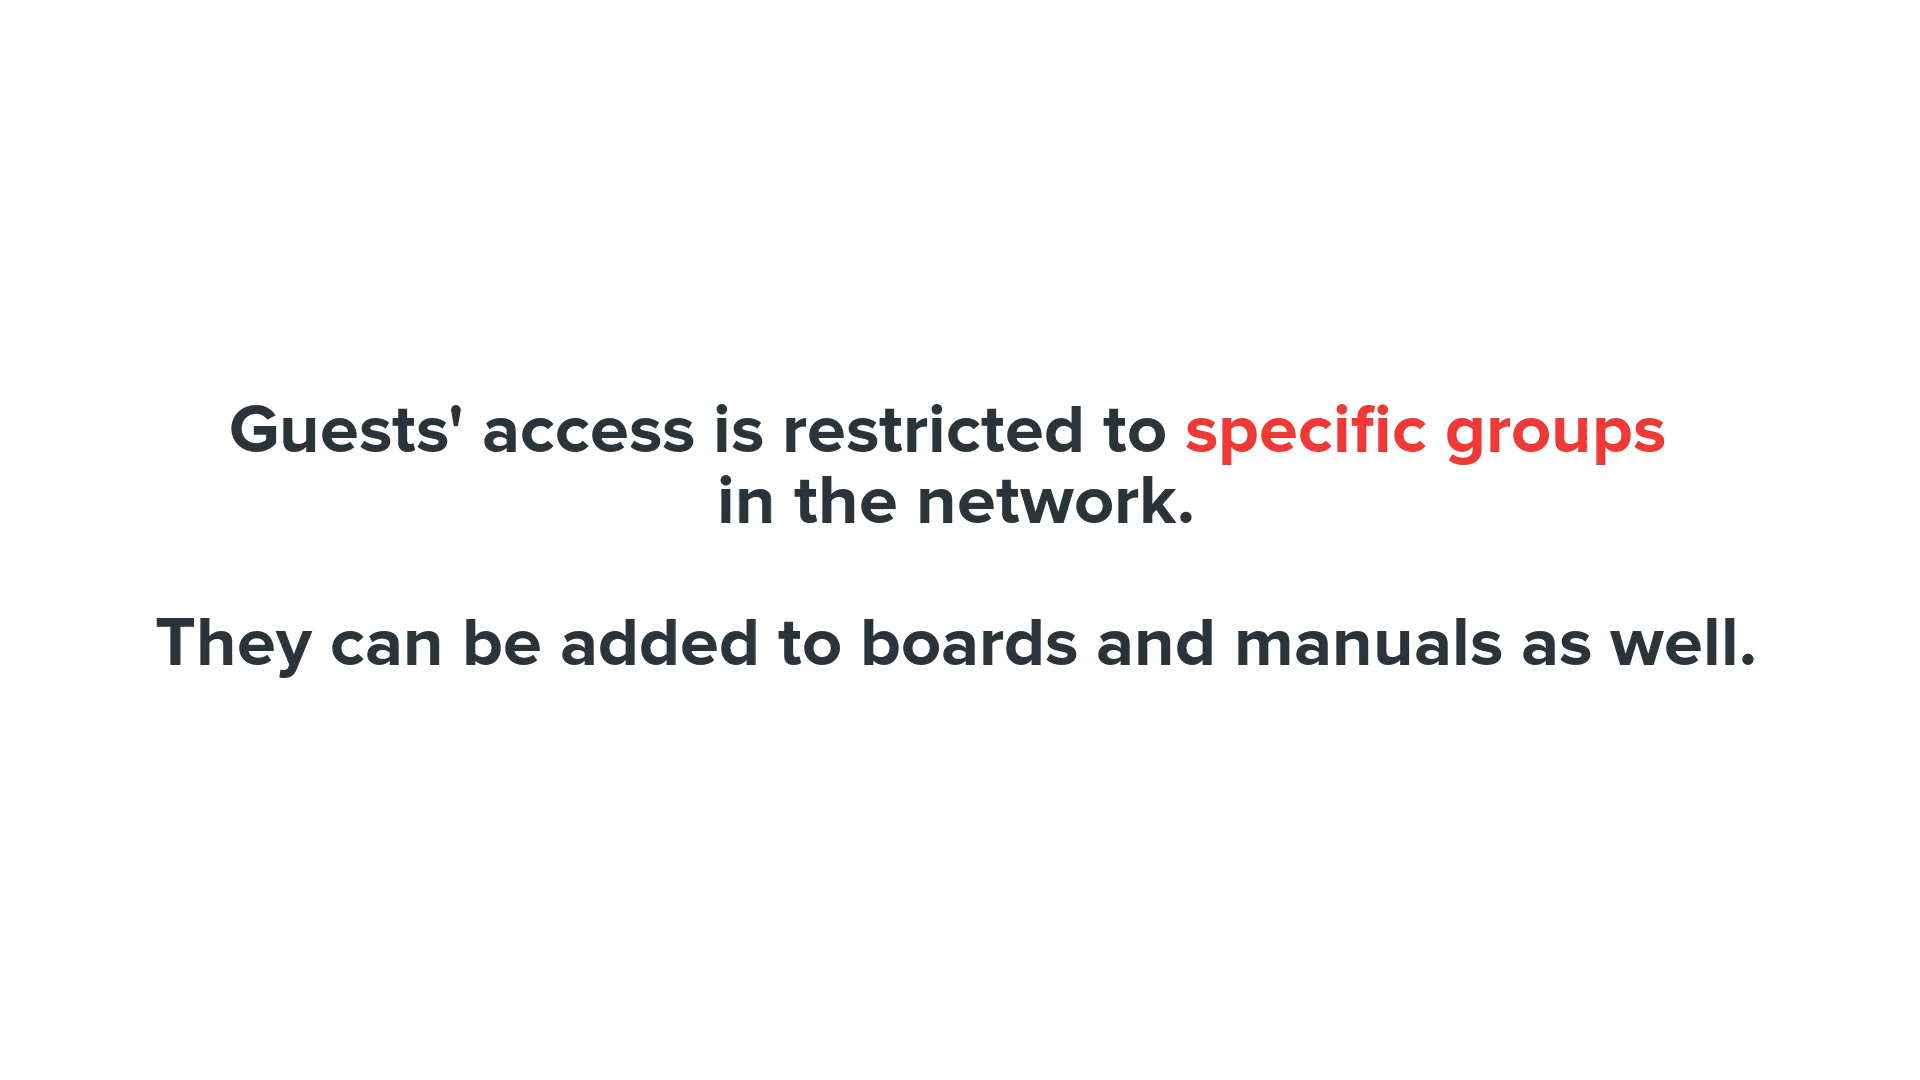 Guests' access is restricted to specific groups
in the network.
They can be added to boards and manuals as well.